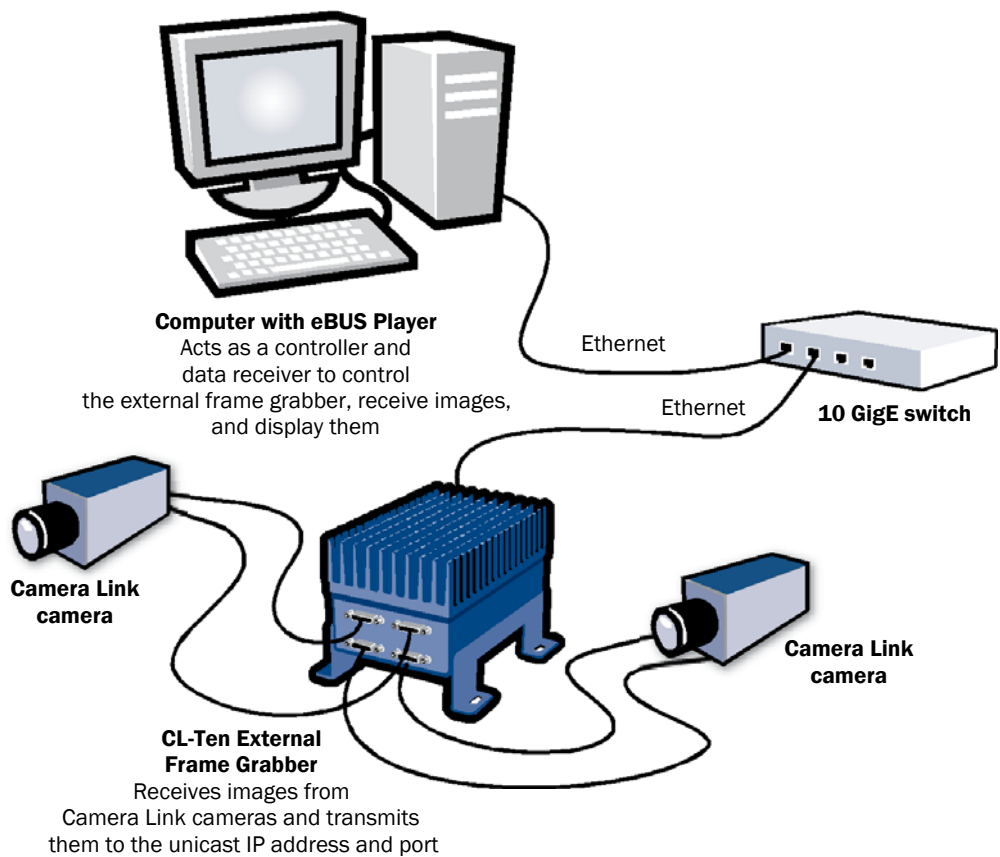 Computer with eBUS Player
Acts as a controller and
data receiver to control
the external frame grabber, receive images,
and display them
Ethernet
Ethernet
10 GigE switch
Camera Link
camera
Camera Link
camera
CL-Ten External
Frame Grabber
Receives images from
Camera Link cameras and transmits
them to the unicast IP address and port